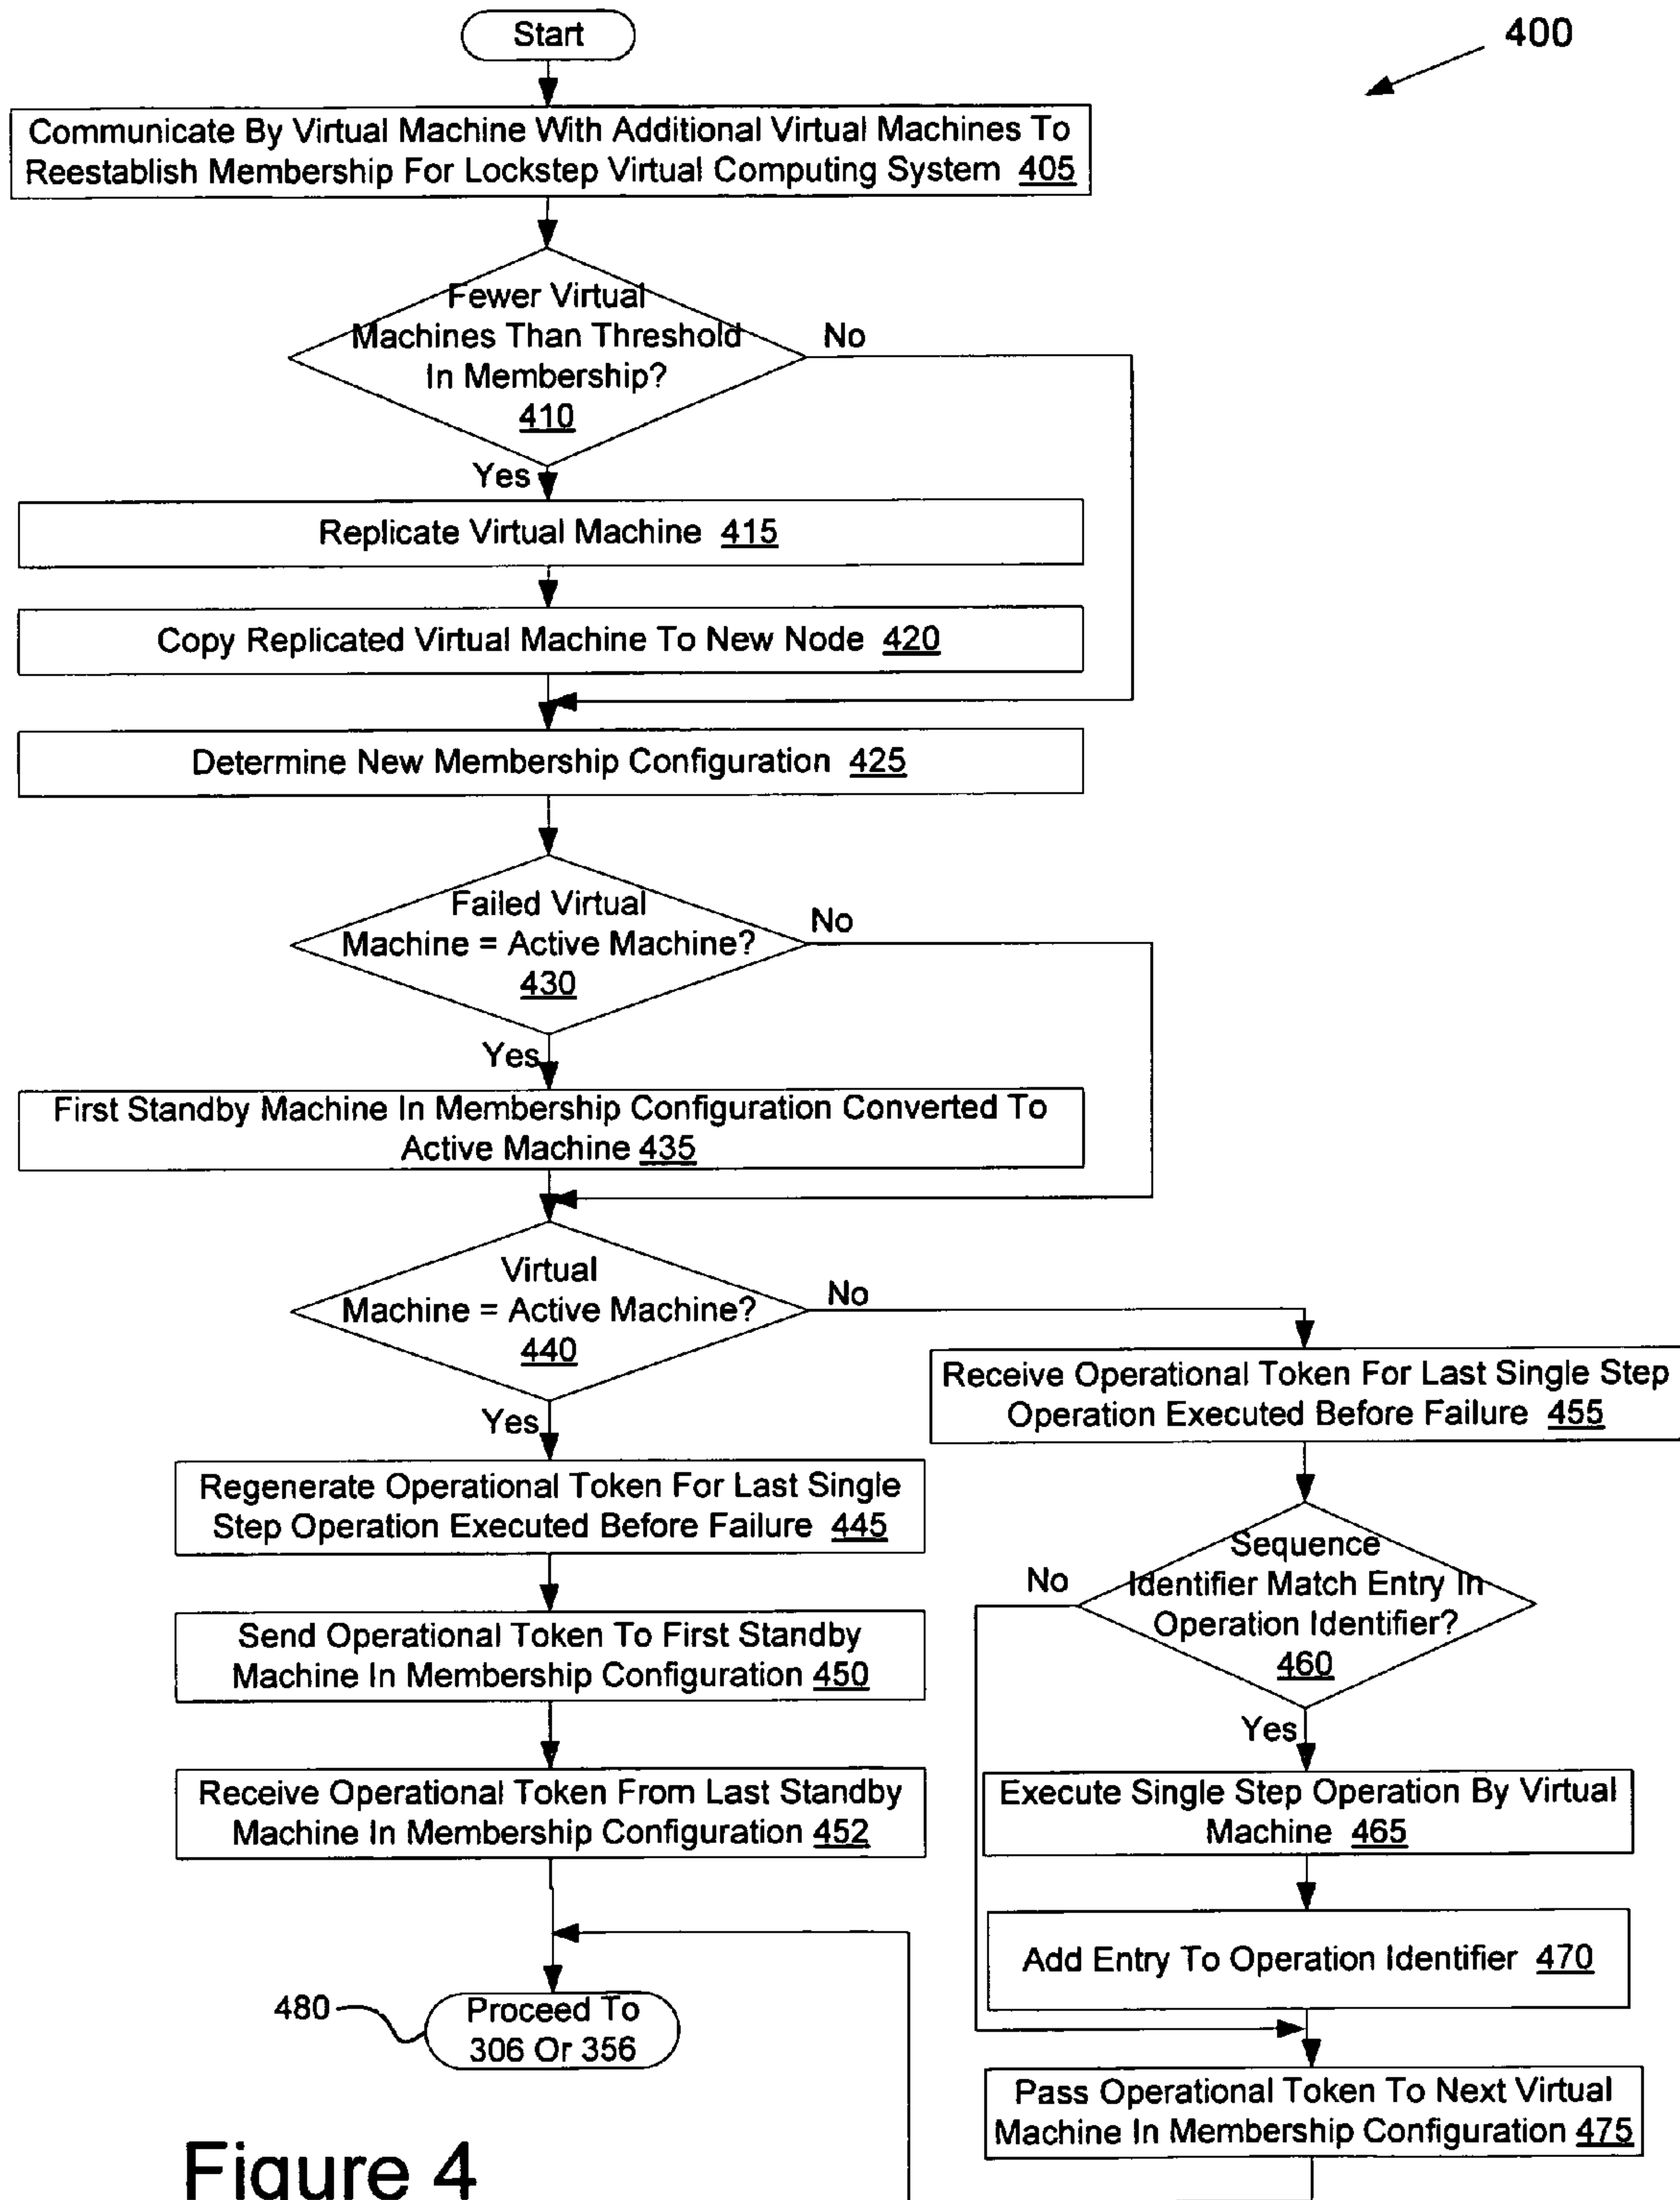 Start
400
Communicate By Virtual Machine With Additional Virtual Machines To
Reestablish Membership For Lockstep Virtual Computing System 405
Fewer Virtual
Machines Than Threshold
In Membership?
410
No
Yes
Replicate Virtual Machine 415
Copy Replicated Virtual Machine To New Node 420
Determine New Membership Configuration 425
Failed Virtual
Machine = Active Machine?
430
No
Yes
First Standby Machine In Membership Configuration Converted To
Active Machine 435
Virtual
Machine = Active Machine?
440
No
Yes
Receive Operational Token For Last Single Step
Operation Executed Before Failure 455
Regenerate Operational Token For Last Single
Step Operation Executed Before Failure 445
Sequence
Identifier Match Entry In
Operation Identifier?
460
No
Yes
Send Operational Token To First Standby
Machine In Membership Configuration 450
Receive Operational Token From Last Standby
Machine In Membership Configuration 452
Execute Single Step Operation By Virtual
Machine 465
Add Entry To Operation Identifier 470
480
Proceed To
306 Or 356
Pass Operational Token To Next Virtual
Machine In Membership Configuration 475
Figure 4